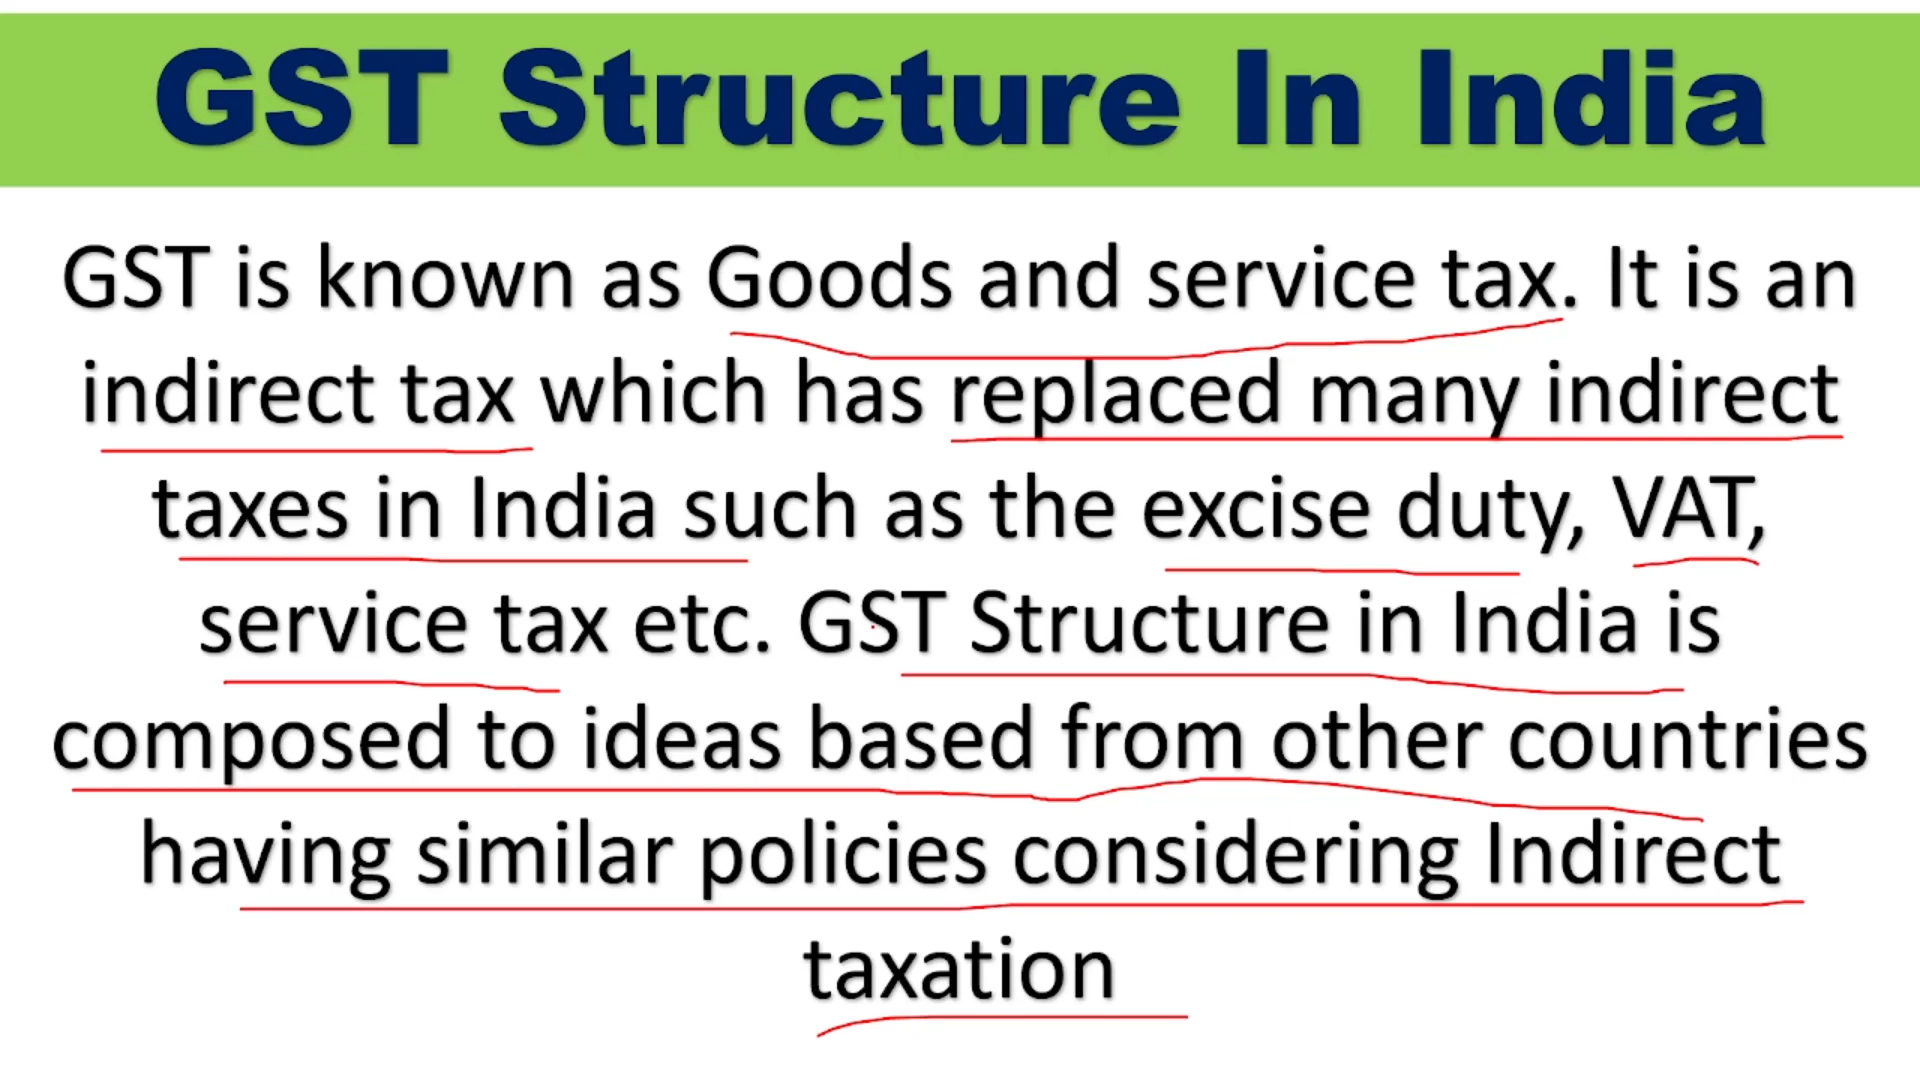 GST Structure In India
GST is known as Goods and service tax. It is an
indirect tax which has replaced many indirect
taxes in India such as the excise duty, VAT,
service tax etc. GST Structure in India is
composed to ideas based from other countries
having similar policies considering Indirect
taxation